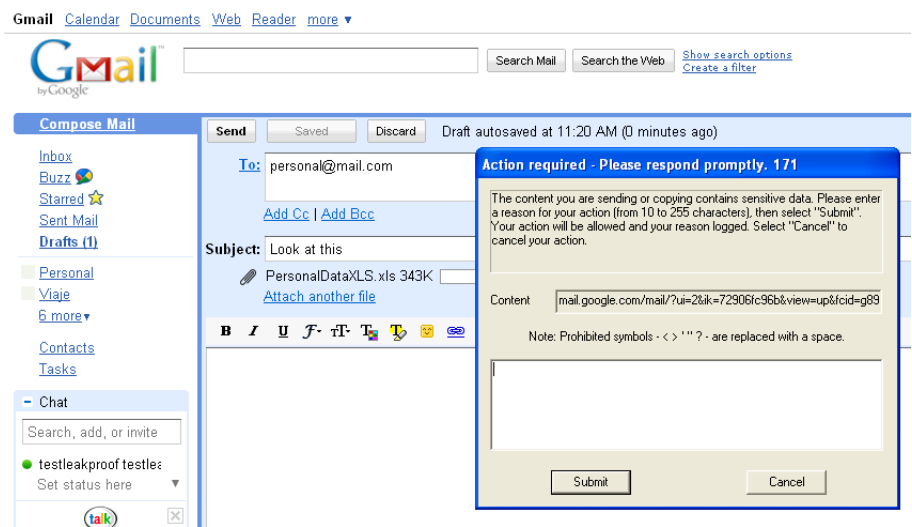 Gmail Calendar Documents Web Reader more ▼
Gmail™
by Google
Search Mail Search the Web
Show search options
Create a filter
Compose Mail
Inbox
Buzz
Starred
Sent Mail
Drafts (1)
Personal
Viaje
6 more▼
Contacts
Tasks
− Chat
Search, add, or invite
testleakproof testlea
Set status here ▼
talk
Send Saved Discard Draft autosaved at 11:20 AM (0 minutes ago)
To: personal@mail.com
Add Cc | Add Bcc
Subject: Look at this
PersonalDataXLS.xls 343K
Attach another file
B I U
Action required - Please respond promptly. 171
The content you are sending or copying contains sensitive data. Please enter
a reason for your action (from 10 to 255 characters), then select "Submit".
Your action will be allowed and your reason logged. Select "Cancel" to
cancel your action.
Content mail.google.com/mail/?ui=2&ik=72906fc96b&view=up&fcid=g89
Note: Prohibited symbols - < > ' " ? - are replaced with a space.
Submit Cancel